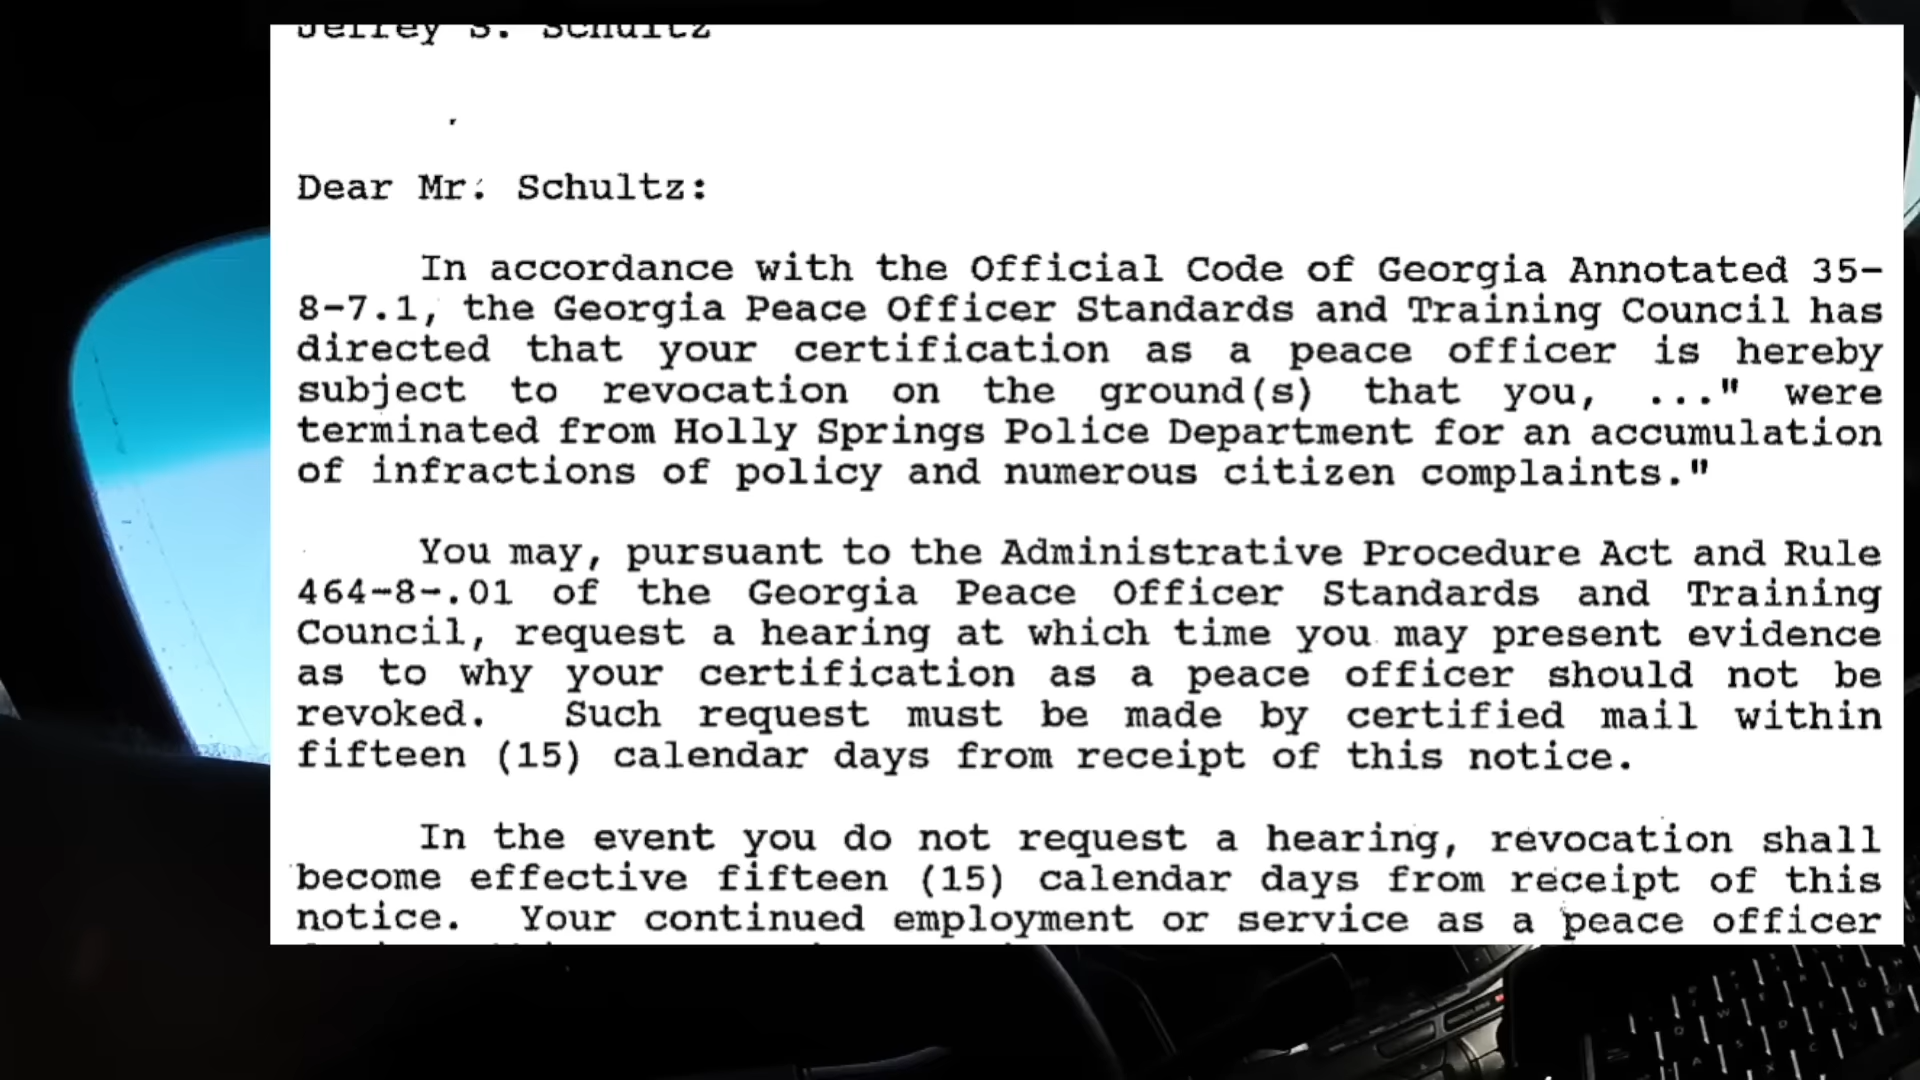 Jeffrey S. Schultz
Dear Mr. Schultz:
In accordance with the Official Code of Georgia Annotated 35-
8-7.1, the Georgia Peace Officer Standards and Training Council has
directed that your certification as a peace officer is hereby
subject to revocation on the ground(s) that you, ..." were
terminated from Holly Springs Police Department for an accumulation
of infractions of policy and numerous citizen complaints."
You may, pursuant to the Administrative Procedure Act and Rule
464-8-.01 of the Georgia Peace Officer Standards and Training
Council, request a hearing at which time you may present evidence
as to why your certification as a peace officer should not be
revoked. Such request must be made by certified mail within
fifteen (15) calendar days from receipt of this notice.
In the event you do not request a hearing, revocation shall
become effective fifteen (15) calendar days from receipt of this
notice. Your continued employment or service as a peace officer